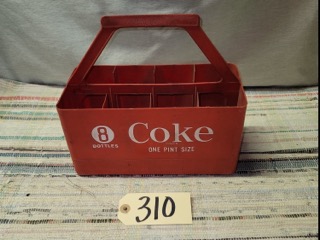 8
BOTTLES
Coke
ONE PINT SIZE
310